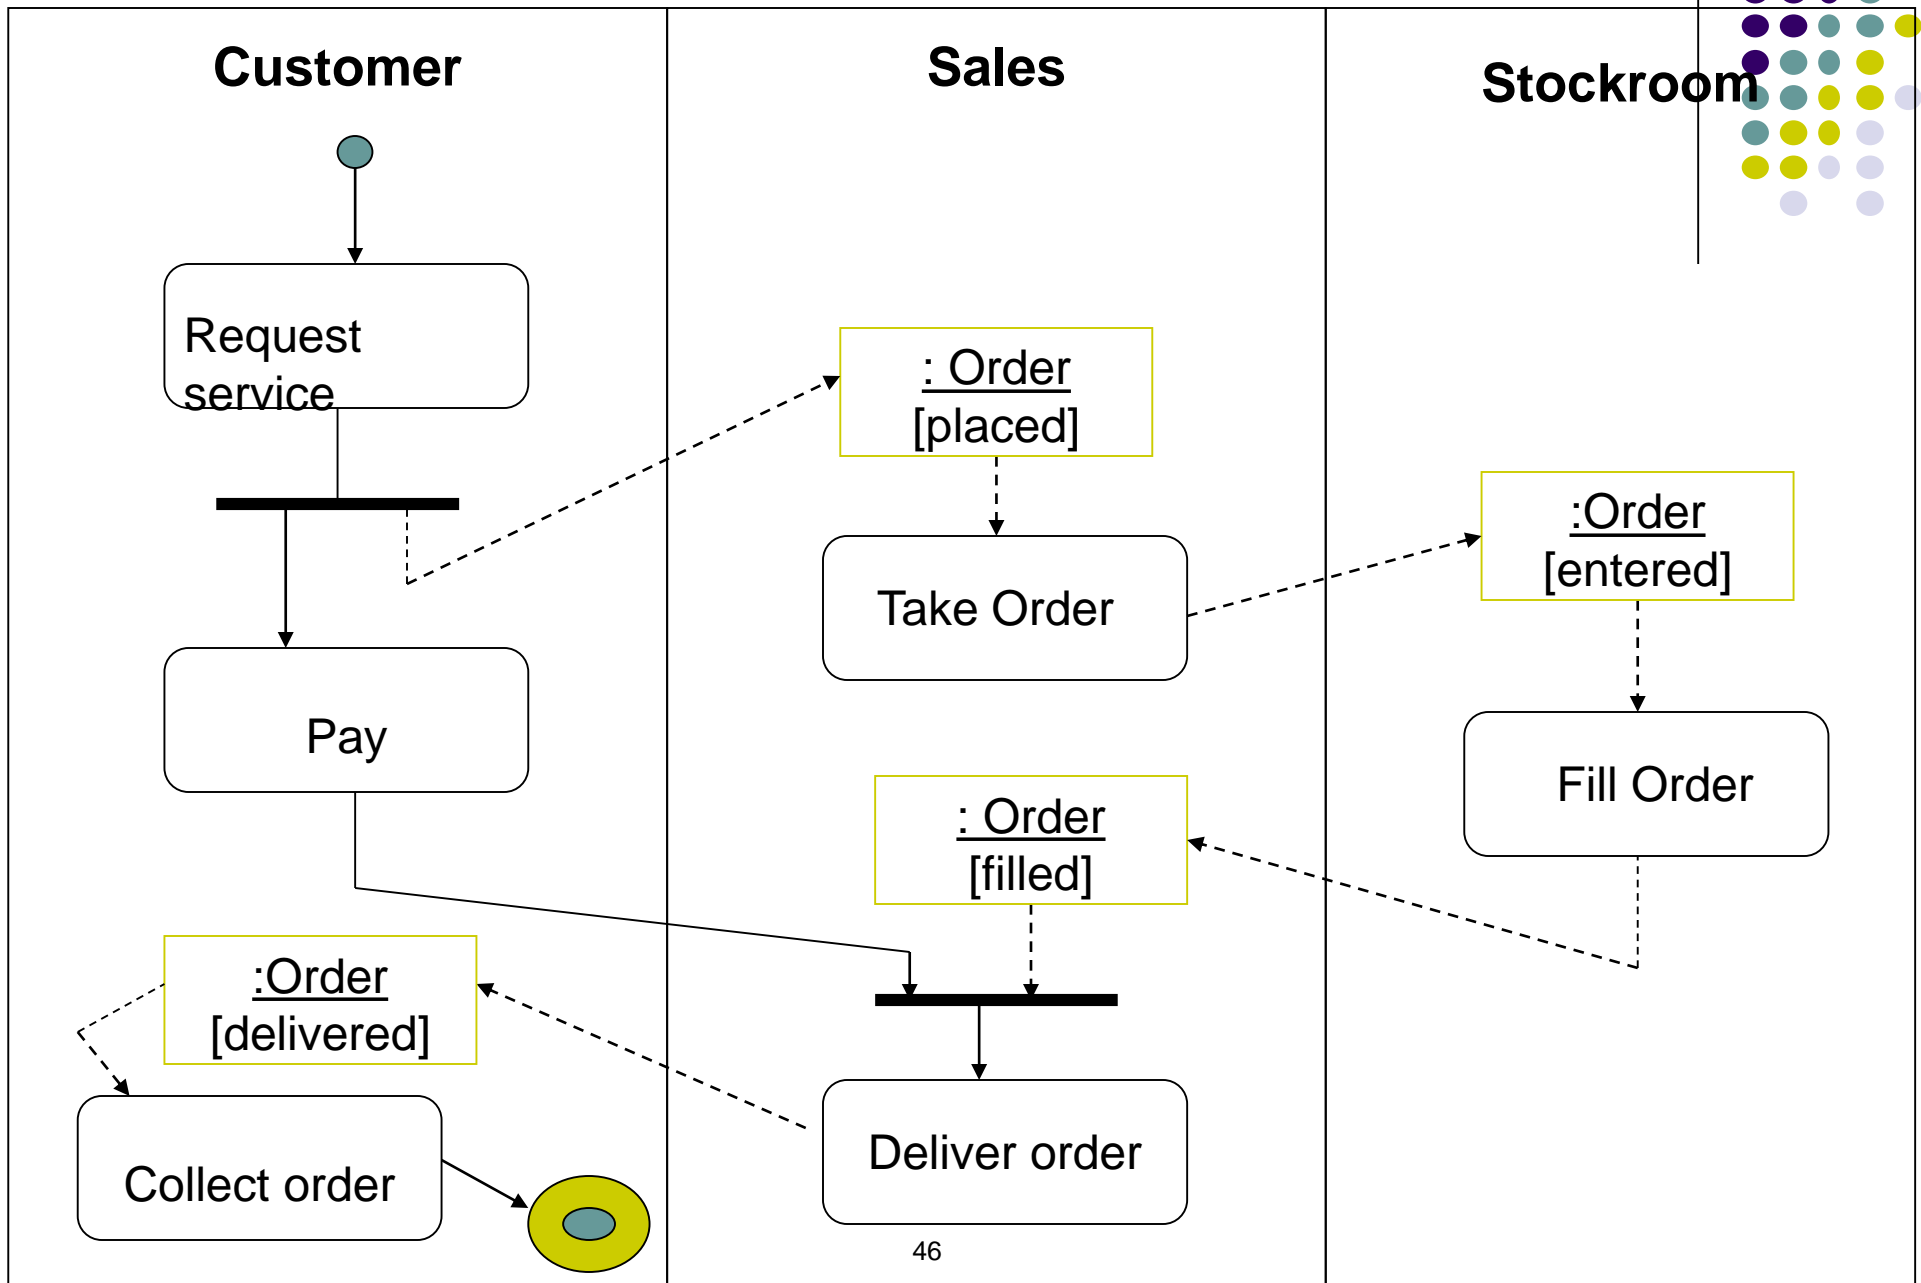 Customer
Sales
Stockroom
Request
service
: Order
[placed]
:Order
[entered]
Take Order
Pay
Fill Order
: Order
[filled]
:Order
[delivered]
Deliver order
Collect order
46